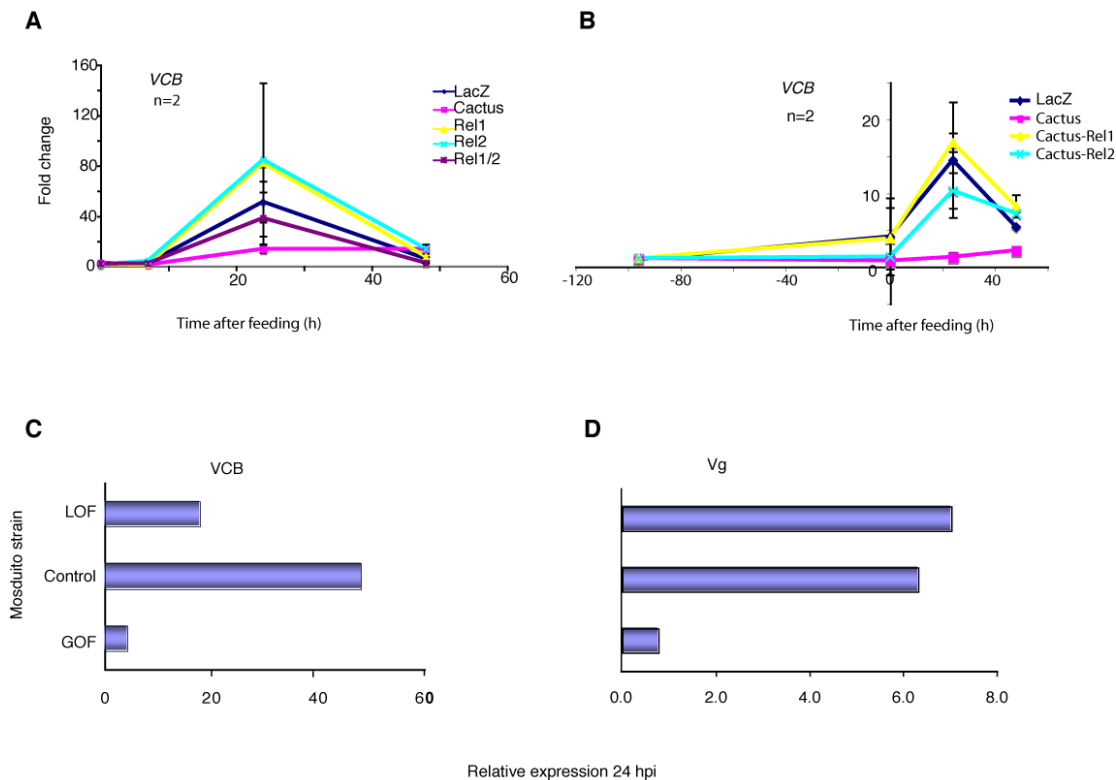 A
VCB
n=2
Fold change
160
120
80
40
0
0
20
40
60
Time after feeding (h)
LacZ
Cactus
Rel1
Rel2
Rel1/2
B
VCB
n=2
20
10
0
-120
-80
-40
0
40
Time after feeding (h)
LacZ
Cactus
Cactus-Rel1
Cactus-Rel2
C
VCB
Mosduito strain
LOF
Control
GOF
0
20
40
60
D
Vg
0.0
2.0
4.0
6.0
8.0
Relative expression 24 hpi